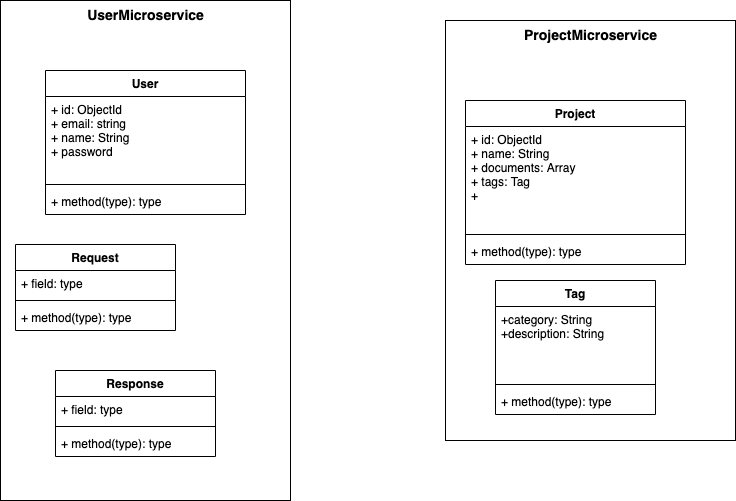 UserMicroservice
User
+ id: ObjectId
+ email: string
+ name: String
+ password
+ method(type): type
Request
+ field: type
+ method(type): type
Response
+ field: type
+ method(type): type
ProjectMicroservice
Project
+ id: ObjectId
+ name: String
+ documents: Array
+ tags: Tag
+
+ method(type): type
Tag
+category: String
+description: String
+ method(type): type